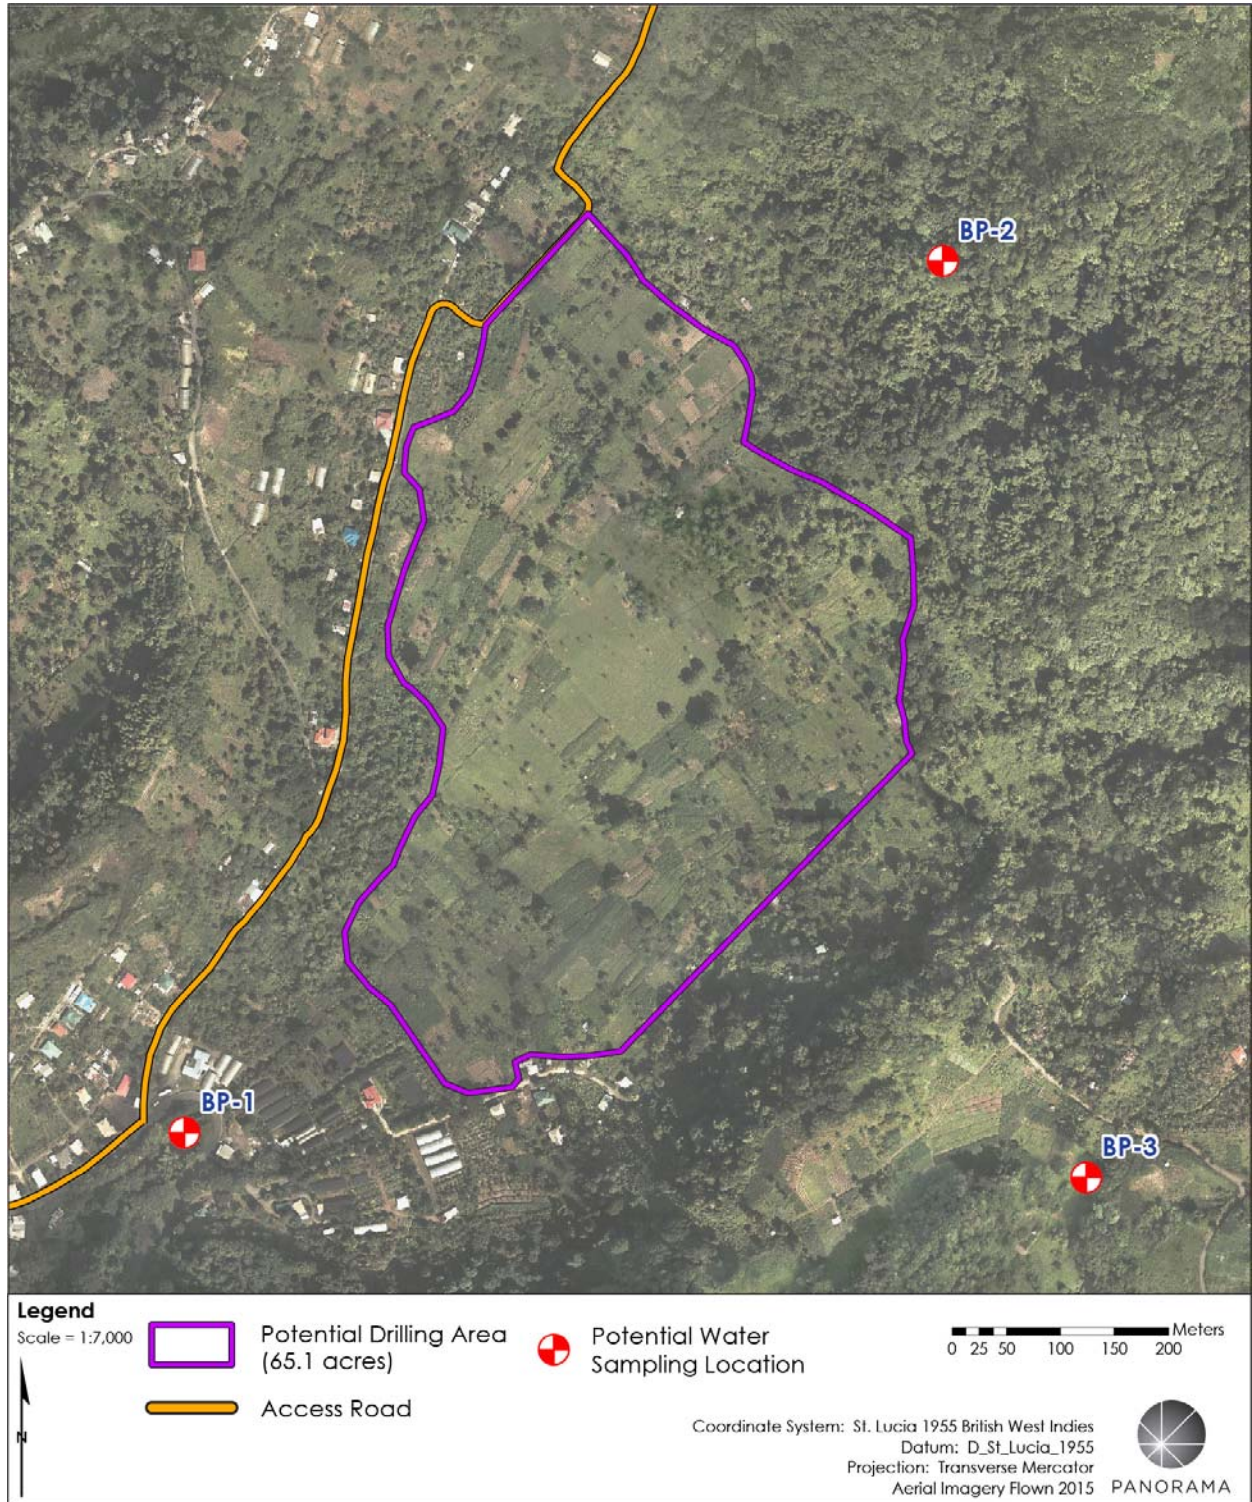 BP-2
BP-1
BP-3
Legend
Scale = 1:7,000
N
Potential Drilling Area
(65.1 acres)
Access Road
Potential Water
Sampling Location
Meters
0 25 50 100 150 200
Coordinate System: St. Lucia 1955 British West Indies
Datum: D_St_Lucia_1955
Projection: Transverse Mercator
Aerial Imagery Flown 2015
PANORAMA